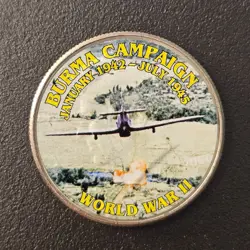 BURMA CAMPAIGN
JANUARY 1942 - JULY 1945
WORLD WAR II